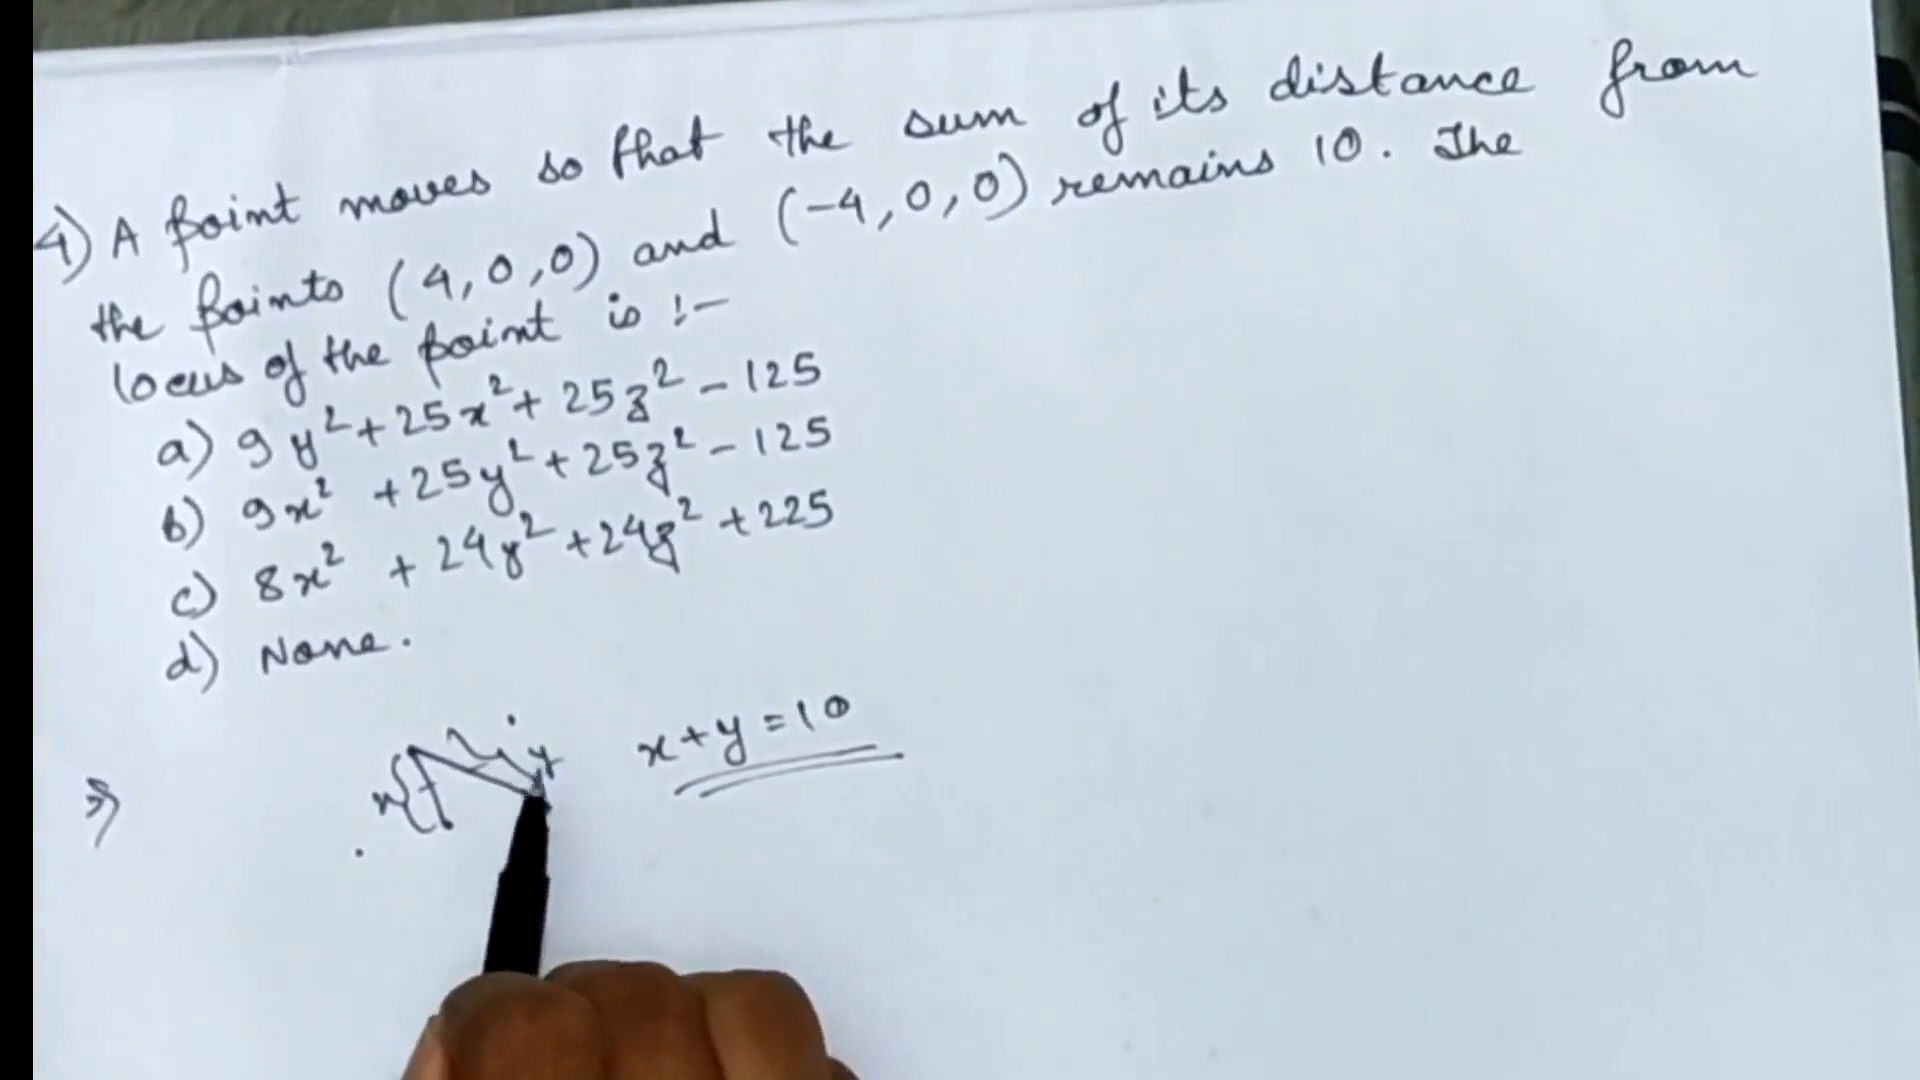 4) A point moves so that the sum of its distance from
the points (4,0,0) and (-4,0,0) remains 10. The
locus of the point is :-
a) 9y²+25x²+25z²-125
b) 9x² +25y²+25z²-125
c) 8x² +24y²+24z²+225
d) None.
⇒ x y x+y=10